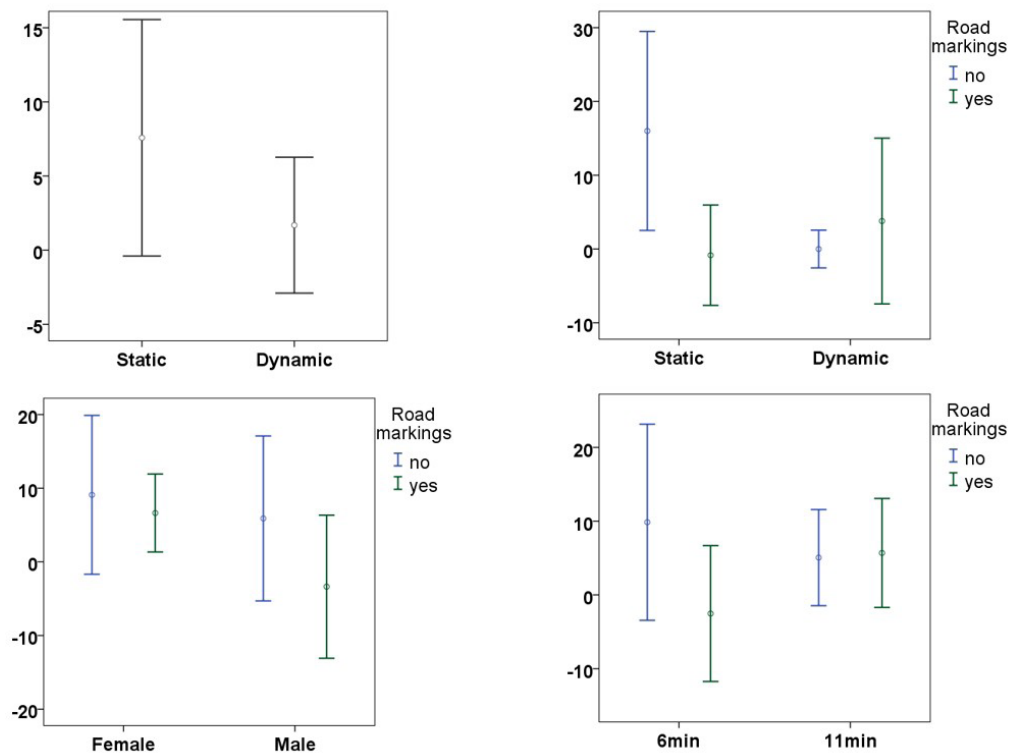 15
10
5
0
-5
Static Dynamic
30
20
10
0
-10
Static Dynamic
Road
markings
no
yes
20
10
0
-10
-20
Female Male
Road
markings
no
yes
20
10
0
-10
6min 11min
Road
markings
no
yes